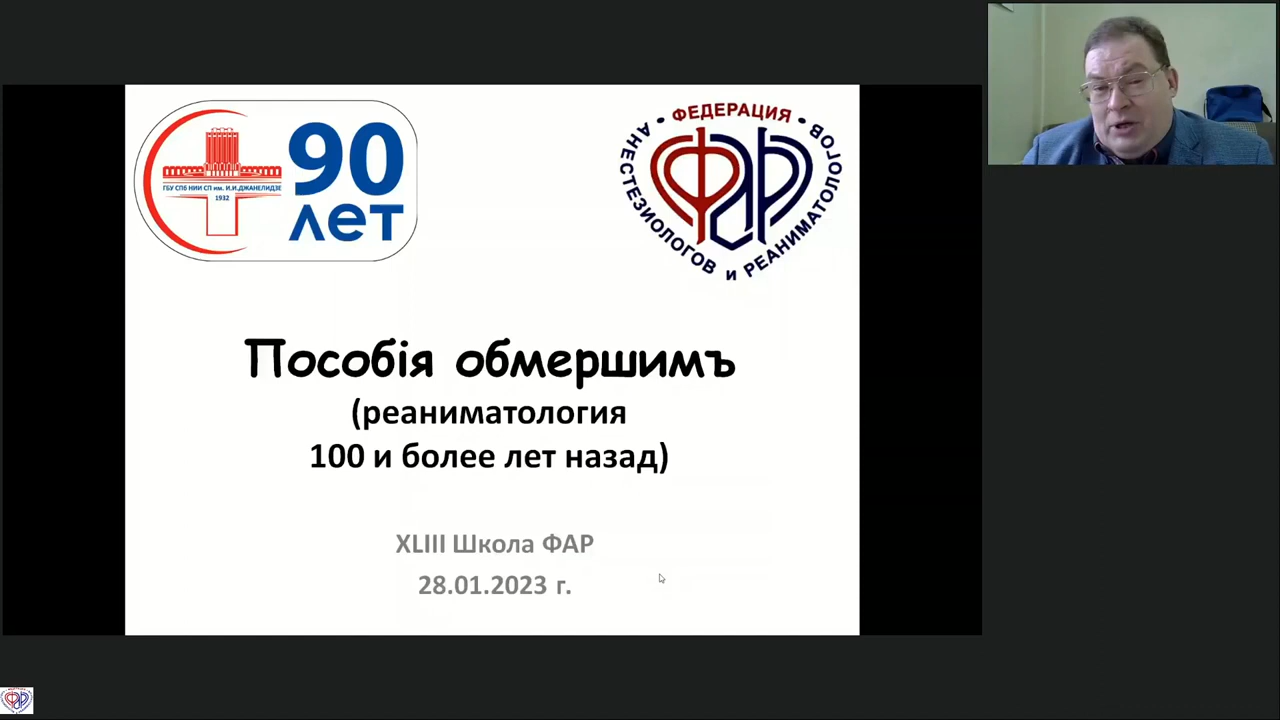 ГБУ СПб НИИ СП им. И.И.ДЖАНЕЛИДЗЕ
1932
90
лет
• ФЕДЕРАЦИЯ •
АНЕСТЕЗИОЛОГОВ и РЕАНИМАТОЛОГОВ
ФАР
Пособія обмершимъ
(реаниматология
100 и более лет назад)
XLIII Школа ФАР
28.01.2023 г.